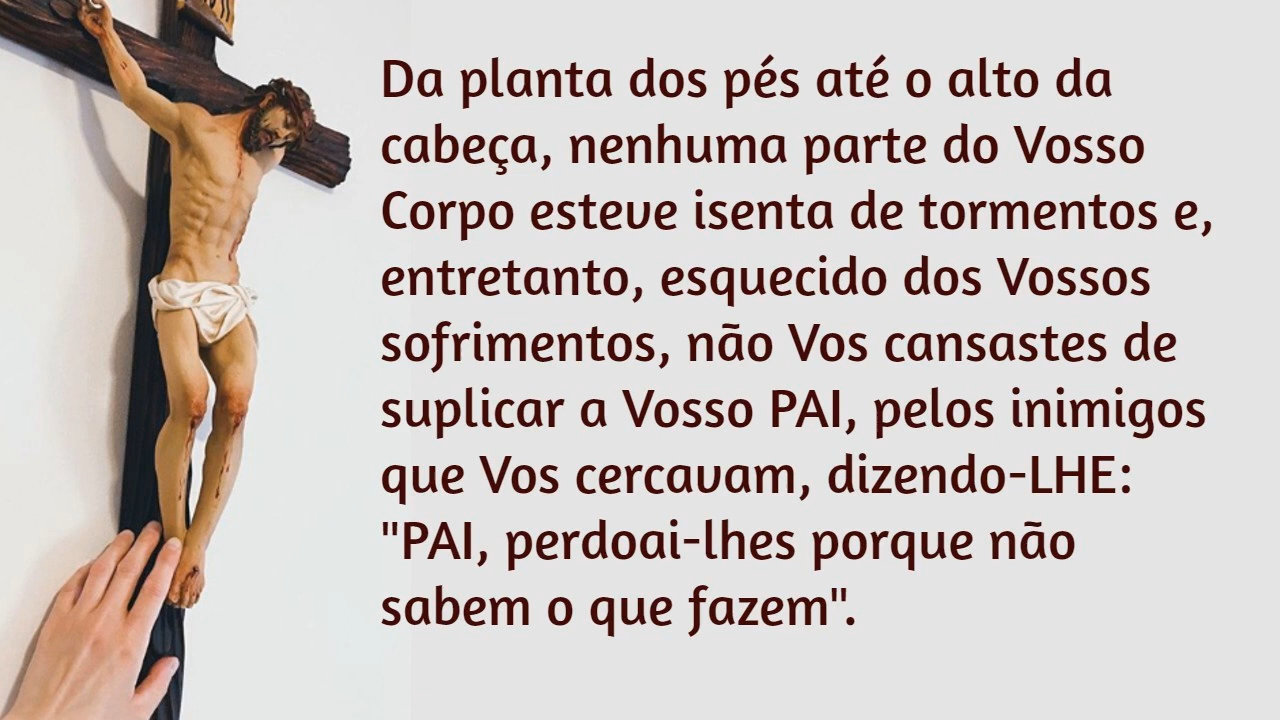 Da planta dos pés até o alto da
cabeça, nenhuma parte do Vosso
Corpo esteve isenta de tormentos e,
entretanto, esquecido dos Vossos
sofrimentos, não Vos cansastes de
suplicar a Vosso PAI, pelos inimigos
que Vos cercavam, dizendo-LHE:
"PAI, perdoai-lhes porque não
sabem o que fazem".